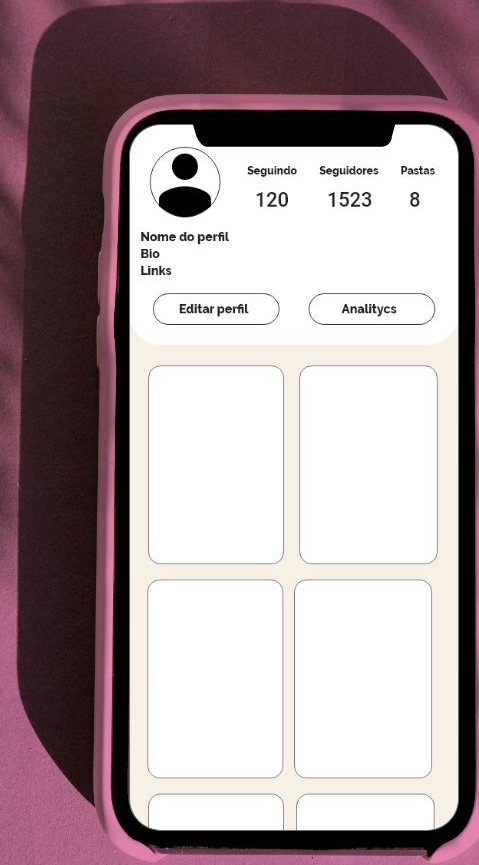 Seguindo Seguidores Pastas
120 1523 8
Nome do perfil
Bio
Links
Editar perfil Analitycs